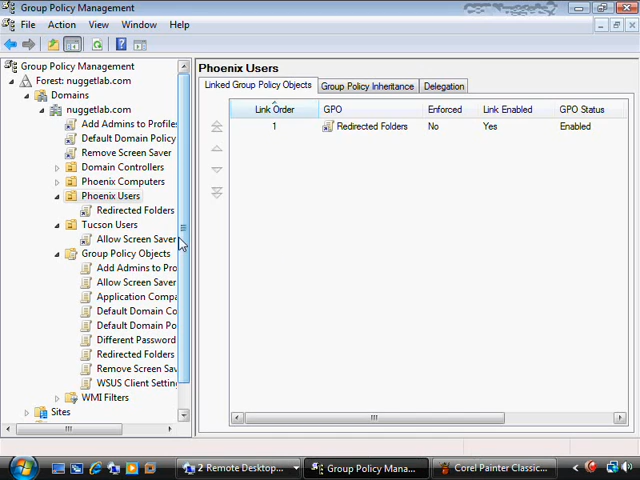 Group Policy Management
File Action View Window Help
Group Policy Management
Forest: nuggetlab.com
Domains
nuggetlab.com
Add Admins to Profiles
Default Domain Policy
Remove Screen Saver
Domain Controllers
Phoenix Computers
Phoenix Users
Redirected Folders
Tucson Users
Allow Screen Saver
Group Policy Objects
Add Admins to Pro
Allow Screen Saver
Application Compa
Default Domain Co
Default Domain Po
Different Password
Redirected Folders
Remove Screen Sav
WSUS Client Settin
WMI Filters
Sites
Phoenix Users
Linked Group Policy Objects Group Policy Inheritance Delegation
Link Order GPO Enforced Link Enabled GPO Status
1 Redirected Folders No Yes Enabled
2 Remote Desktop... Group Policy Mana... Corel Painter Classic...